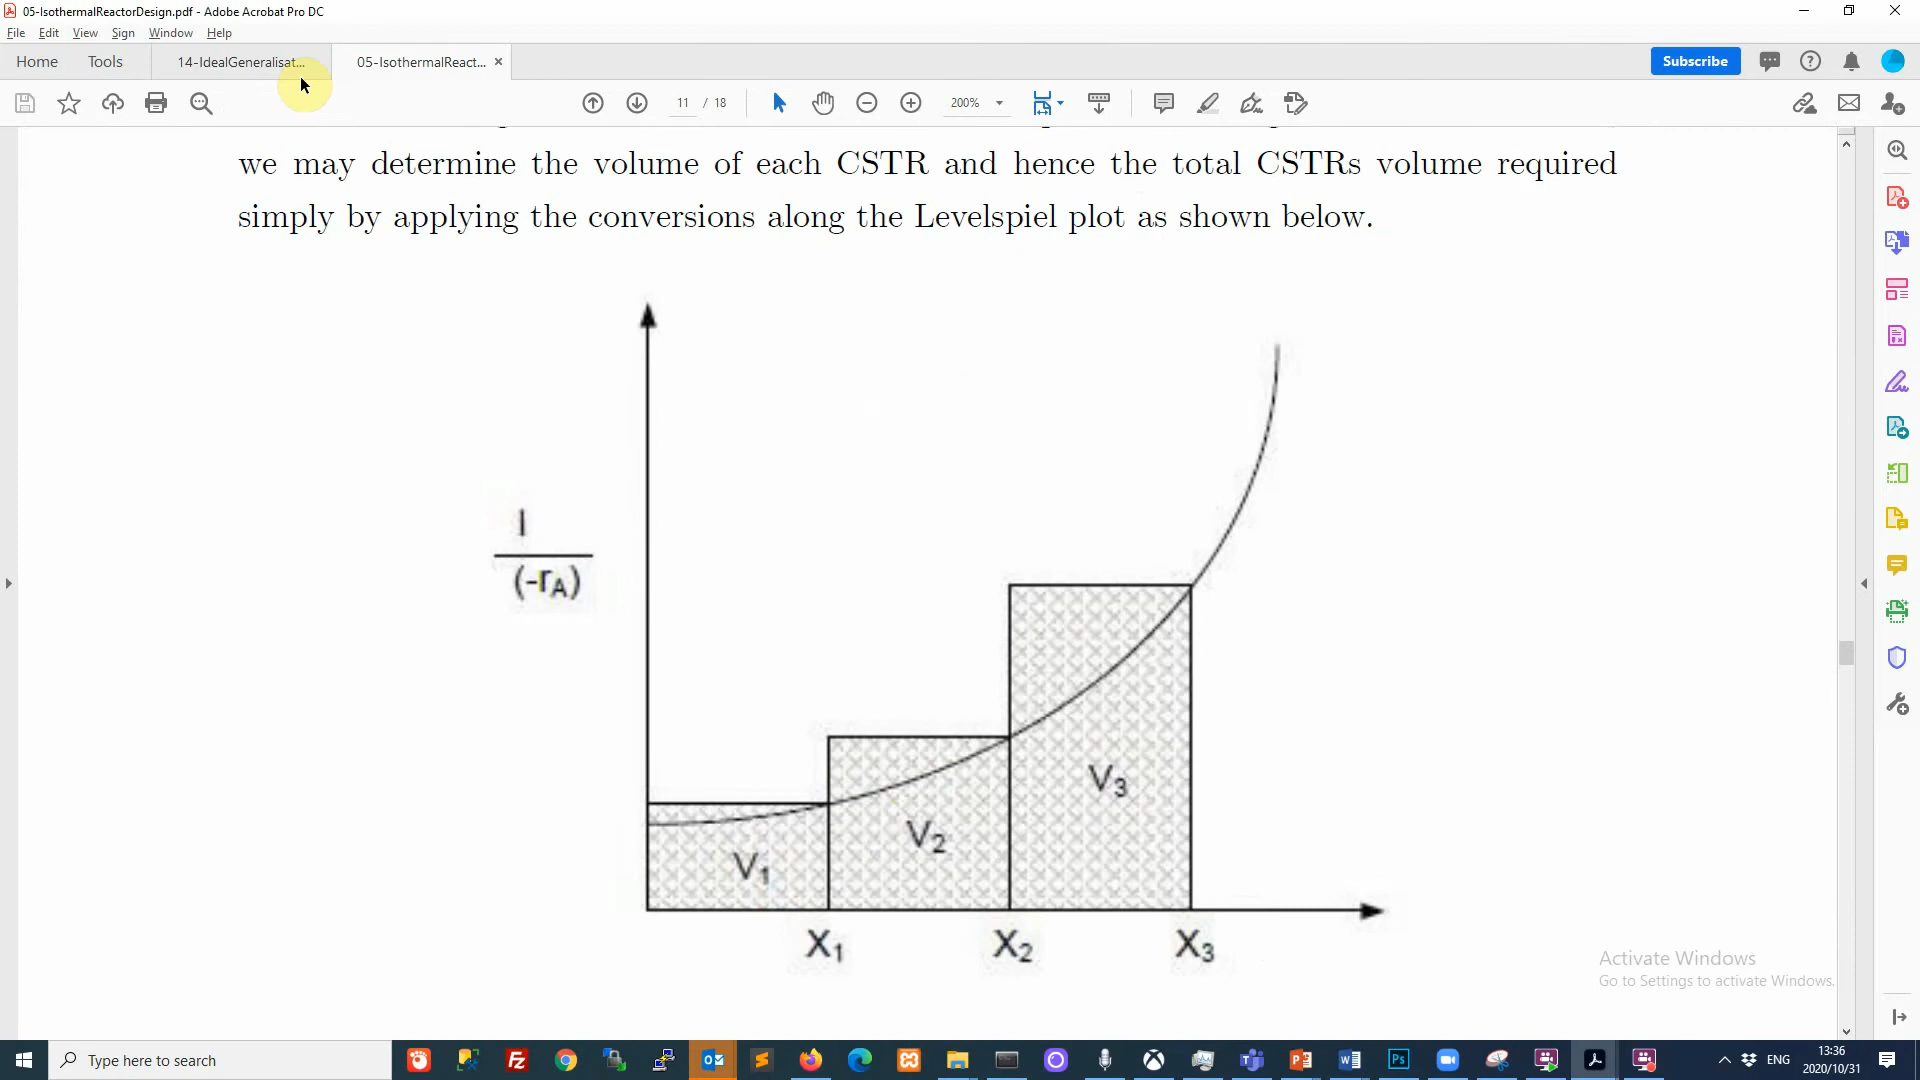 05-IsothermalReactorDesign.pdf - Adobe Acrobat Pro DC
File Edit View Sign Window Help
Home Tools 14-IdealGeneralisat... 05-IsothermalReact... Subscribe
11 / 18 200%
we may determine the volume of each CSTR and hence the total CSTRs volume required
simply by applying the conversions along the Levelspiel plot as shown below.
1
(-rA)
V1 V2 V3
X1 X2 X3
Activate Windows
Go to Settings to activate Windows.
Type here to search
ENG 13:36
2020/10/31